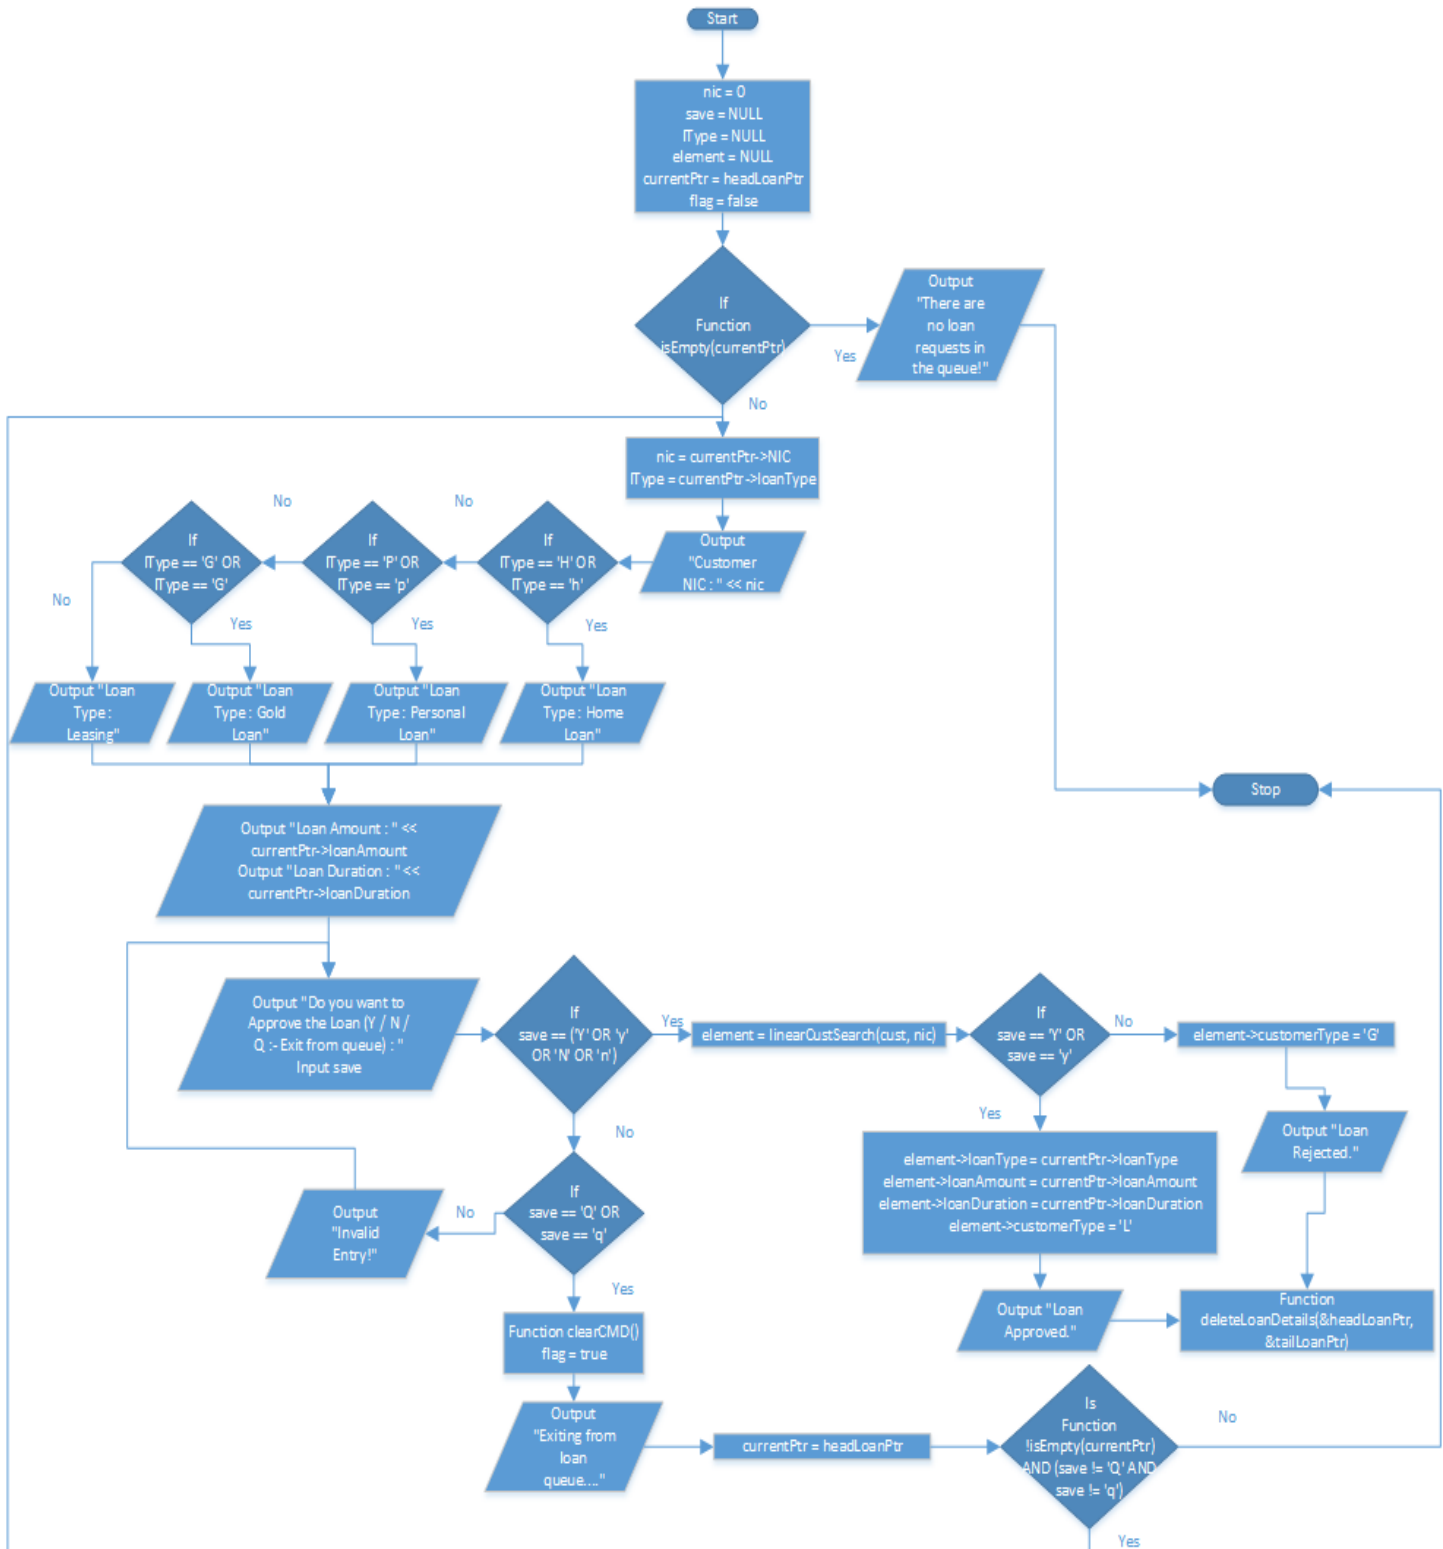 Start
nic = 0
save = NULL
lType = NULL
element = NULL
currentPtr = headLoanPtr
flag = false
If
Function
isEmpty(currentPtr)
Yes
Output
"There are
no loan
requests in
the queue!"
No
nic = currentPtr->NIC
lType = currentPtr->loanType
Output
"Customer
NIC : " << nic
If
lType == 'H' OR
lType == 'h'
No
If
lType == 'P' OR
lType == 'p'
No
If
lType == 'G' OR
lType == 'G'
No
Yes
Yes
Yes
Output "Loan
Type :
Leasing"
Output "Loan
Type : Gold
Loan"
Output "Loan
Type : Personal
Loan"
Output "Loan
Type : Home
Loan"
Stop
Output "Loan Amount : " <<
currentPtr->loanAmount
Output "Loan Duration : " <<
currentPtr->loanDuration
Output "Do you want to
Approve the Loan (Y / N /
Q :- Exit from queue) : "
Input save
If
save == ('Y' OR 'y'
OR 'N' OR 'n')
Yes
element = linearCustSearch(cust, nic)
If
save == 'Y' OR
save == 'y'
No
element->customerType = 'G'
Output "Loan
Rejected."
Yes
element->loanType = currentPtr->loanType
element->loanAmount = currentPtr->loanAmount
element->loanDuration = currentPtr->loanDuration
element->customerType = 'L'
Output "Loan
Approved."
Function
deleteLoanDetails(&headLoanPtr,
&tailLoanPtr)
No
If
save == 'Q' OR
save == 'q'
No
Output
"Invalid
Entry!"
Yes
Function clearCMD()
flag = true
Output
"Exiting from
loan
queue...."
currentPtr = headLoanPtr
Is
Function
!isEmpty(currentPtr)
AND (save != 'Q' AND
save != 'q')
No
Yes